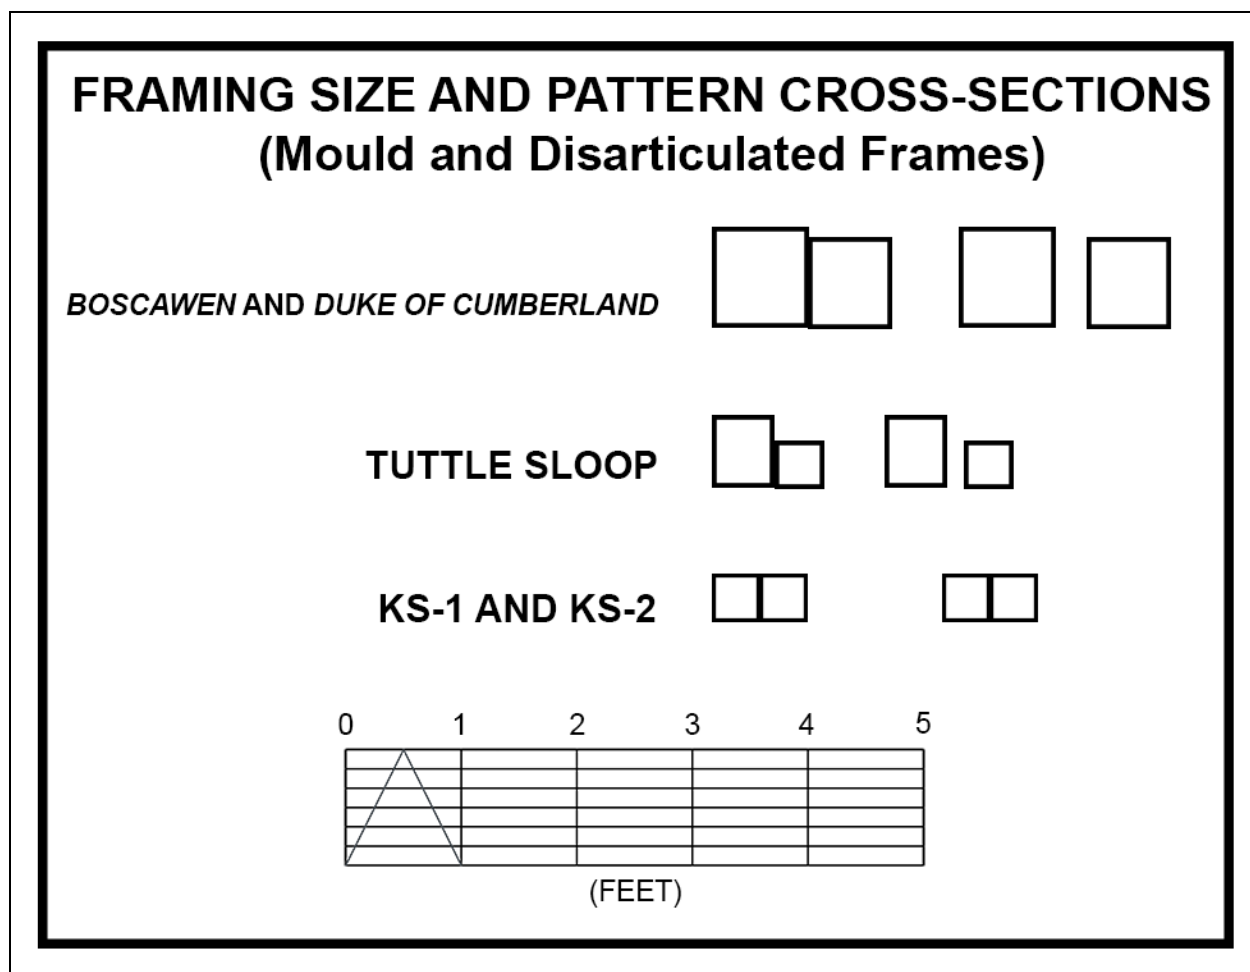 FRAMING SIZE AND PATTERN CROSS-SECTIONS
(Mould and Disarticulated Frames)
BOSCAWEN AND DUKE OF CUMBERLAND
TUTTLE SLOOP
KS-1 AND KS-2
0 1 2 3 4 5
(FEET)